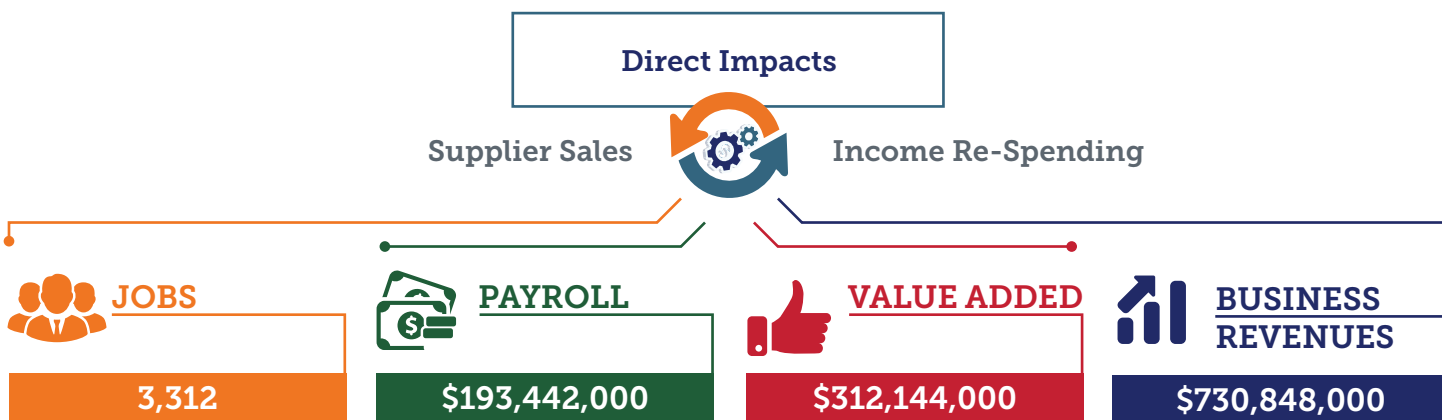 Direct Impacts
Supplier Sales
Income Re-Spending
JOBS
PAYROLL
VALUE ADDED
BUSINESS
REVENUES
$
3,312
$193,442,000
$312,144,000
$730,848,000